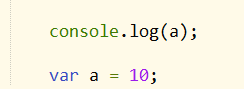 console.log(a);
var a = 10;